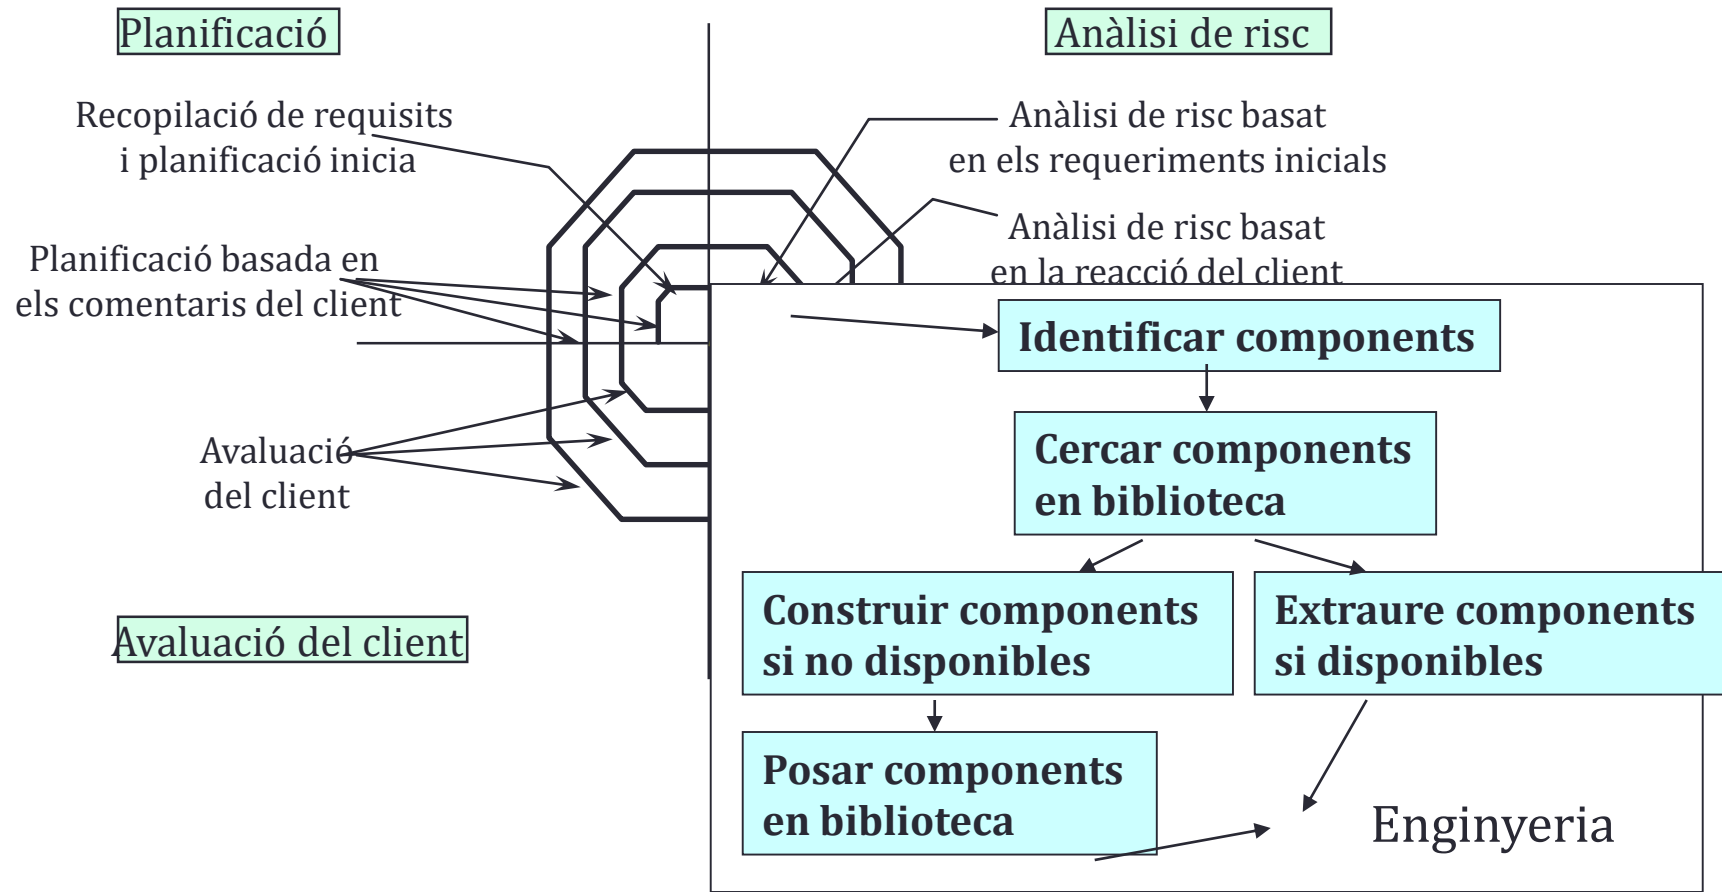 Planificació
Anàlisi de risc
Recopilació de requisits
i planificació inicia
Anàlisi de risc basat
en els requeriments inicials
Anàlisi de risc basat
en la reacció del client
Planificació basada en
els comentaris del client
Identificar components
Cercar components
en biblioteca
Avaluació
del client
Construir components
si no disponibles
Extraure components
si disponibles
Avaluació del client
Posar components
en biblioteca
Enginyeria